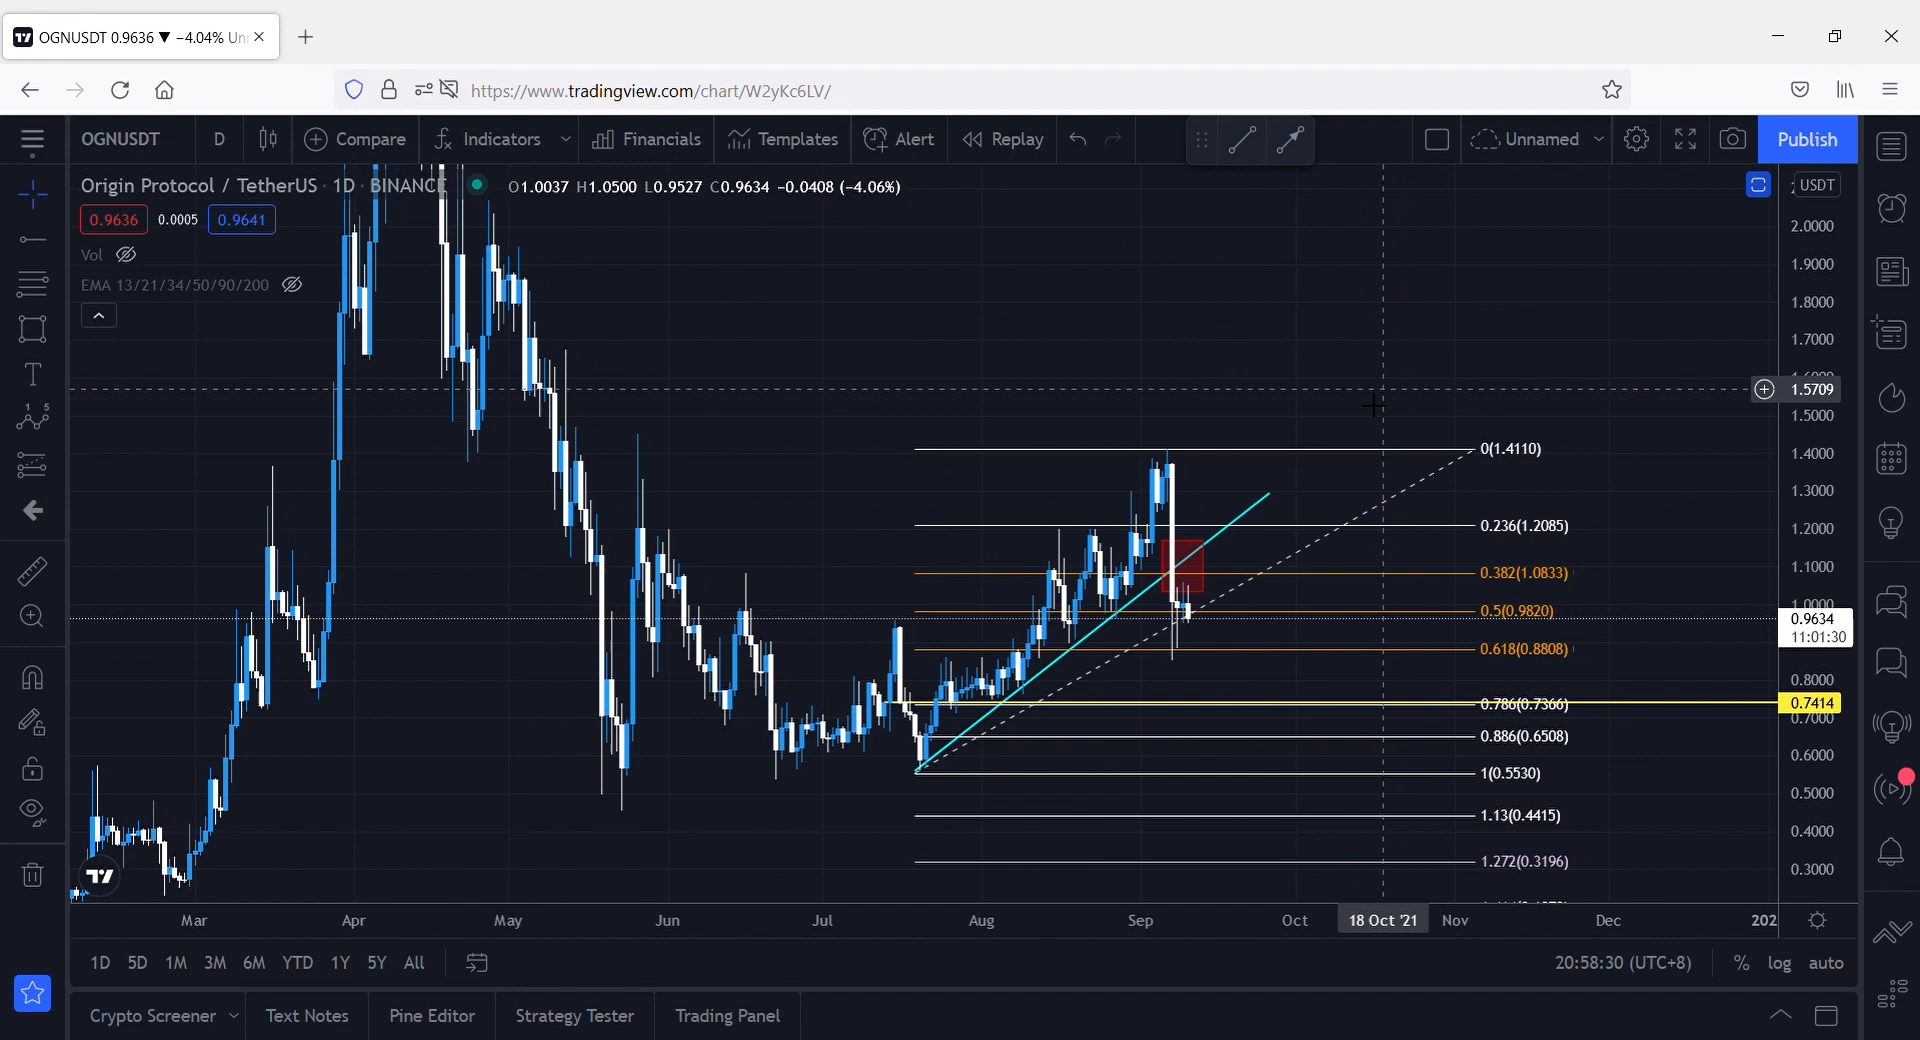 OGNUSDT 0.9636 ▼ −4.04% Un
https://www.tradingview.com/chart/W2yKc6LV/
OGNUSDT D Compare Indicators Financials Templates Alert Replay Unnamed Publish
Origin Protocol / TetherUS · 1D · BINANCE O1.0037 H1.0500 L0.9527 C0.9634 −0.0408 (−4.06%)
USDT
0.9636 0.0005 0.9641
Vol
EMA 13/21/34/50/90/200
2.0000
1.9000
1.8000
1.7000
1.5709
1.5000
1.4000
1.3000
1.2000
1.1000
1.0000
0.9634
11:01:30
0.8000
0.7414
0.7000
0.6000
0.5000
0.4000
0.3000
0(1.4110)
0.236(1.2085)
0.382(1.0833)
0.5(0.9820)
0.618(0.8808)
0.786(0.7366)
0.886(0.6508)
1(0.5530)
1.13(0.4415)
1.272(0.3196)
Mar Apr May Jun Jul Aug Sep Oct 18 Oct '21 Nov Dec 202
1D 5D 1M 3M 6M YTD 1Y 5Y All 20:58:30 (UTC+8) % log auto
Crypto Screener Text Notes Pine Editor Strategy Tester Trading Panel